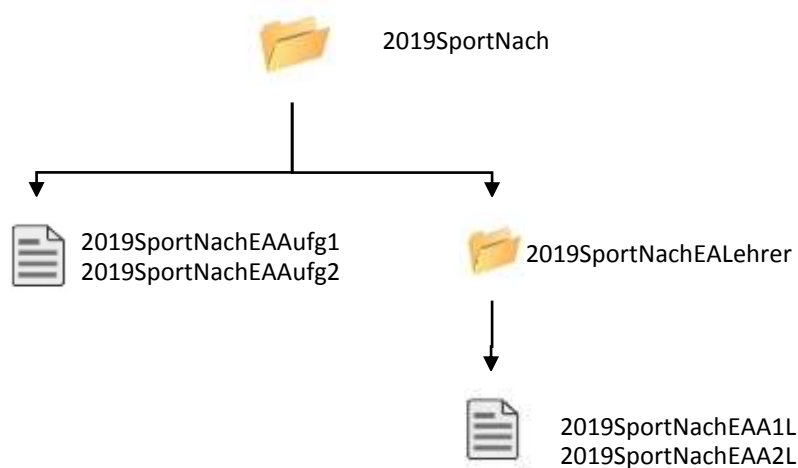 2019SportNach
2019SportNachEAAufg1
2019SportNachEAAufg2
2019SportNachEALehrer
2019SportNachEAA1L
2019SportNachEAA2L